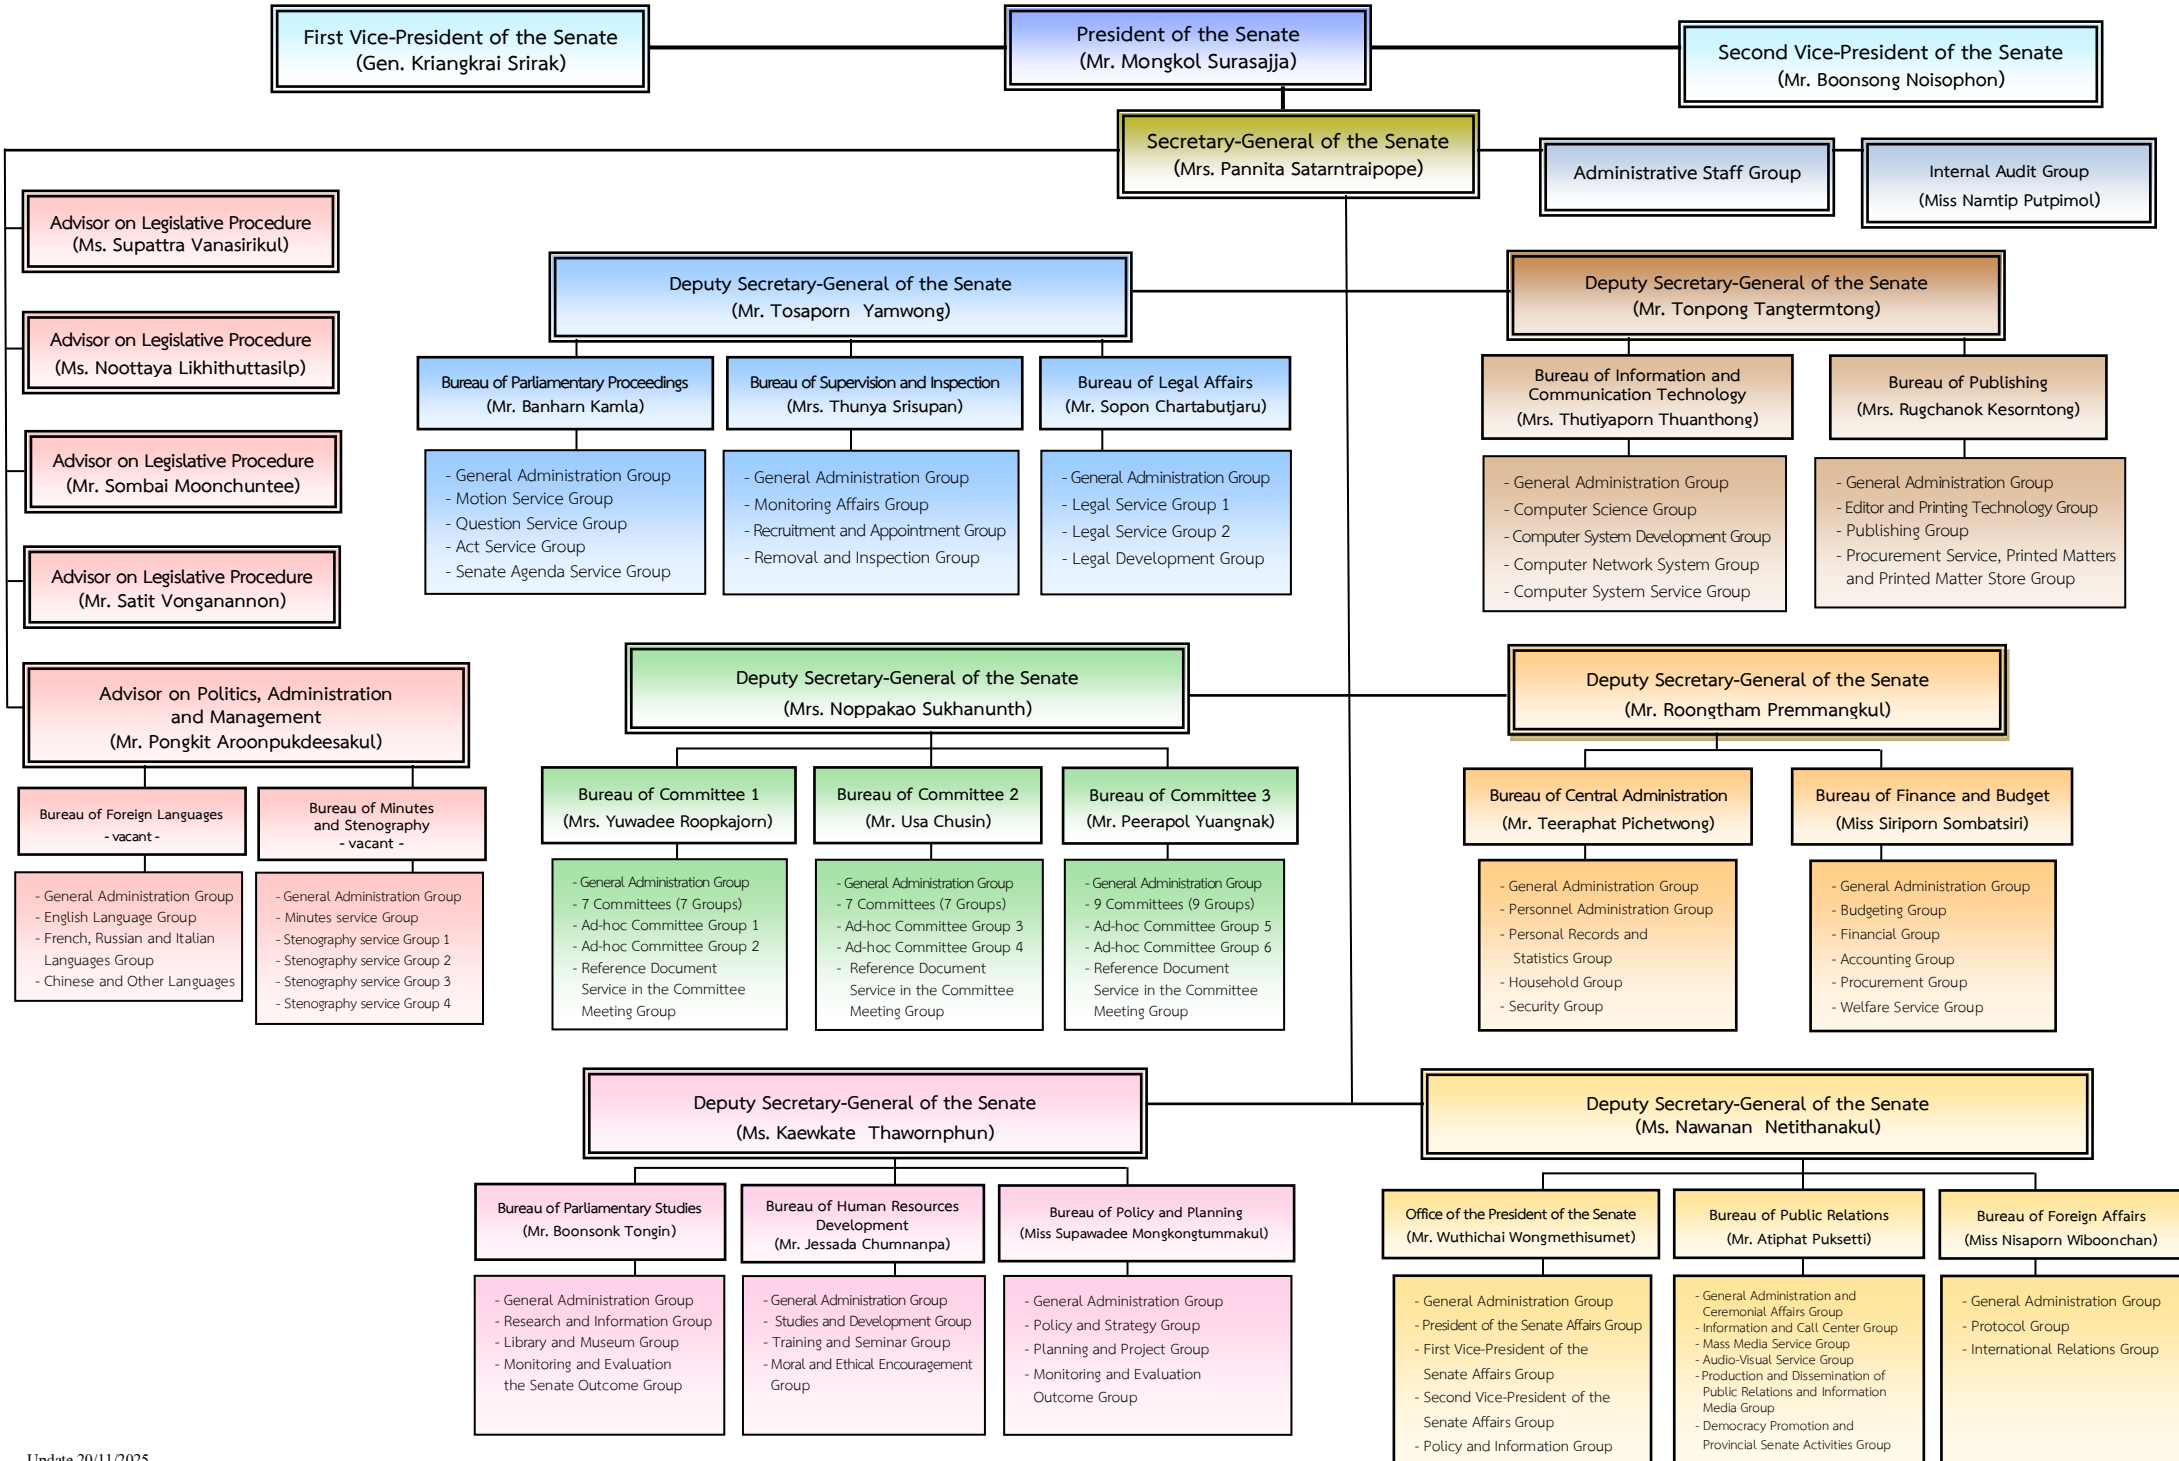 First Vice-President of the Senate
(Gen. Kriangkrai Srirak)
President of the Senate
(Mr. Mongkol Surasajja)
Second Vice-President of the Senate
(Mr. Boonsong Noisophon)
Secretary-General of the Senate
(Mrs. Pannita Satarntraipope)
Administrative Staff Group
Internal Audit Group
(Miss Namtip Putpimol)
Advisor on Legislative Procedure
(Ms. Supattra Vanasirikul)
Advisor on Legislative Procedure
(Ms. Noottaya Likhithuttasilp)
Advisor on Legislative Procedure
(Mr. Sombai Moonchuntee)
Advisor on Legislative Procedure
(Mr. Satit Vonganannon)
Advisor on Politics, Administration
and Management
(Mr. Pongkit Aroonpukdeesakul)
Bureau of Foreign Languages
- vacant -
- General Administration Group
- English Language Group
- French, Russian and Italian
Languages Group
- Chinese and Other Languages
Bureau of Minutes
and Stenography
- vacant -
- General Administration Group
- Minutes service Group
- Stenography service Group 1
- Stenography service Group 2
- Stenography service Group 3
- Stenography service Group 4
Deputy Secretary-General of the Senate
(Mr. Tosaporn Yamwong)
Bureau of Parliamentary Proceedings
(Mr. Banharn Kamla)
- General Administration Group
- Motion Service Group
- Question Service Group
- Act Service Group
- Senate Agenda Service Group
Bureau of Supervision and Inspection
(Mrs. Thunya Srisupan)
- General Administration Group
- Monitoring Affairs Group
- Recruitment and Appointment Group
- Removal and Inspection Group
Bureau of Legal Affairs
(Mr. Sopon Chartabutjaru)
- General Administration Group
- Legal Service Group 1
- Legal Service Group 2
- Legal Development Group
Deputy Secretary-General of the Senate
(Mr. Tonpong Tangtermtong)
Bureau of Information and
Communication Technology
(Mrs. Thutiyaporn Thuanthong)
- General Administration Group
- Computer Science Group
- Computer System Development Group
- Computer Network System Group
- Computer System Service Group
Bureau of Publishing
(Mrs. Rugchanok Kesorntong)
- General Administration Group
- Editor and Printing Technology Group
- Publishing Group
- Procurement Service, Printed Matters
and Printed Matter Store Group
Deputy Secretary-General of the Senate
(Mrs. Noppakao Sukhanunth)
Bureau of Committee 1
(Mrs. Yuwadee Roopkajorn)
- General Administration Group
- 7 Committees (7 Groups)
- Ad-hoc Committee Group 1
- Ad-hoc Committee Group 2
- Reference Document
Service in the Committee
Meeting Group
Bureau of Committee 2
(Mr. Usa Chusin)
- General Administration Group
- 7 Committees (7 Groups)
- Ad-hoc Committee Group 3
- Ad-hoc Committee Group 4
- Reference Document
Service in the Committee
Meeting Group
Bureau of Committee 3
(Mr. Peerapol Yuangnak)
- General Administration Group
- 9 Committees (9 Groups)
- Ad-hoc Committee Group 5
- Ad-hoc Committee Group 6
- Reference Document
Service in the Committee
Meeting Group
Deputy Secretary-General of the Senate
(Mr. Roongtham Premmangkul)
Bureau of Central Administration
(Mr. Teeraphat Pichetwong)
- General Administration Group
- Personnel Administration Group
- Personal Records and
Statistics Group
- Household Group
- Security Group
Bureau of Finance and Budget
(Miss Siriporn Sombatsiri)
- General Administration Group
- Budgeting Group
- Financial Group
- Accounting Group
- Procurement Group
- Welfare Service Group
Deputy Secretary-General of the Senate
(Ms. Kaewkate Thawornphun)
Bureau of Parliamentary Studies
(Mr. Boonsonk Tongin)
- General Administration Group
- Research and Information Group
- Library and Museum Group
- Monitoring and Evaluation
the Senate Outcome Group
Bureau of Human Resources
Development
(Mr. Jessada Chumnanpa)
- General Administration Group
- Studies and Development Group
- Training and Seminar Group
- Moral and Ethical Encouragement
Group
Bureau of Policy and Planning
(Miss Supawadee Mongkongtummakul)
- General Administration Group
- Policy and Strategy Group
- Planning and Project Group
- Monitoring and Evaluation
Outcome Group
Deputy Secretary-General of the Senate
(Ms. Nawanan Netithanakul)
Office of the President of the Senate
(Mr. Wuthichai Wongmethisumet)
- General Administration Group
- President of the Senate Affairs Group
- First Vice-President of the
Senate Affairs Group
- Second Vice-President of the
Senate Affairs Group
- Policy and Information Group
Bureau of Public Relations
(Mr. Atiphat Puksetti)
- General Administration and
Ceremonial Affairs Group
- Information and Call Center Group
- Mass Media Service Group
- Audio-Visual Service Group
- Production and Dissemination of
Public Relations and Information
Media Group
- Democracy Promotion and
Provincial Senate Activities Group
Bureau of Foreign Affairs
(Miss Nisaporn Wiboonchan)
- General Administration Group
- Protocol Group
- International Relations Group
Update 20/11/2025